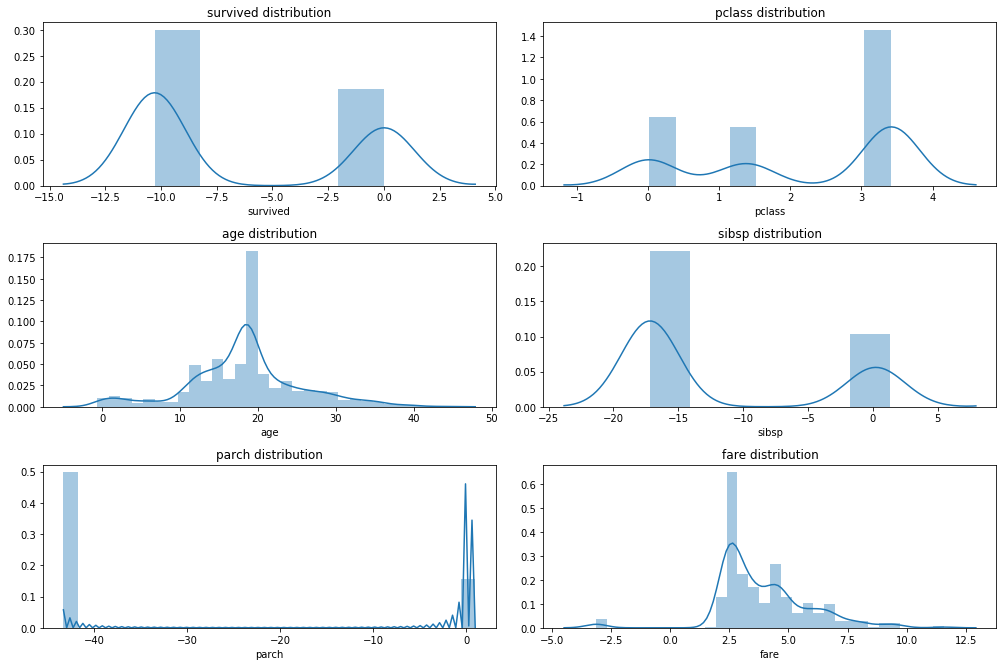 survived distribution
0.30
0.25
0.20
0.15
0.10
0.05
0.00
−15.0 −12.5 −10.0 −7.5 −5.0 −2.5 0.0 2.5 5.0
survived
pclass distribution
1.4
1.2
1.0
0.8
0.6
0.4
0.2
0.0
−1 0 1 2 3 4
pclass
age distribution
0.175
0.150
0.125
0.100
0.075
0.050
0.025
0.000
0 10 20 30 40 50
age
sibsp distribution
0.20
0.15
0.10
0.05
0.00
−25 −20 −15 −10 −5 0 5
sibsp
parch distribution
0.5
0.4
0.3
0.2
0.1
0.0
−40 −30 −20 −10 0
parch
fare distribution
0.6
0.5
0.4
0.3
0.2
0.1
0.0
−5.0 −2.5 0.0 2.5 5.0 7.5 10.0 12.5
fare